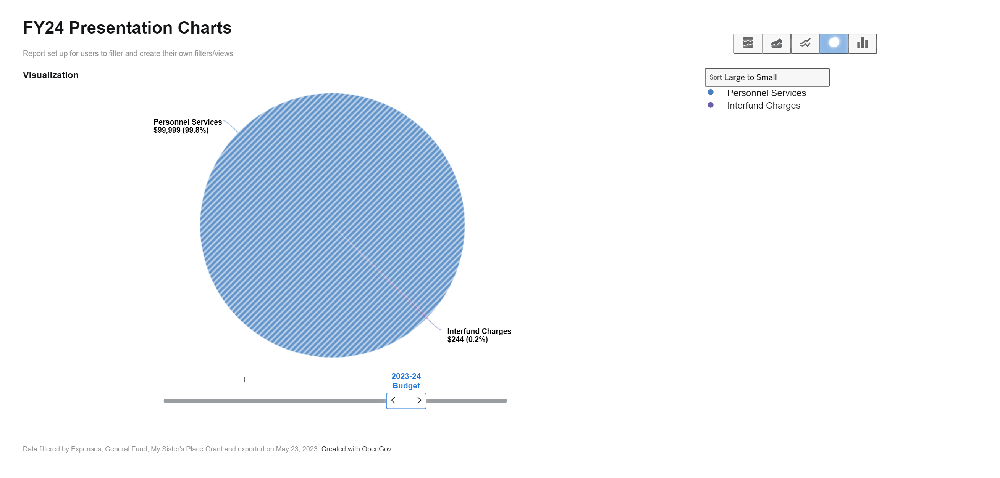 FY24 Presentation Charts
Report set up for users to filter and create their own filters/views
Visualization
Sort Large to Small
Personnel Services
Interfund Charges
Personnel Services
$99,999 (99.8%)
Interfund Charges
$244 (0.2%)
2023-24
Budget
Data filtered by Expenses, General Fund, My Sister's Place Grant and exported on May 23, 2023. Created with OpenGov